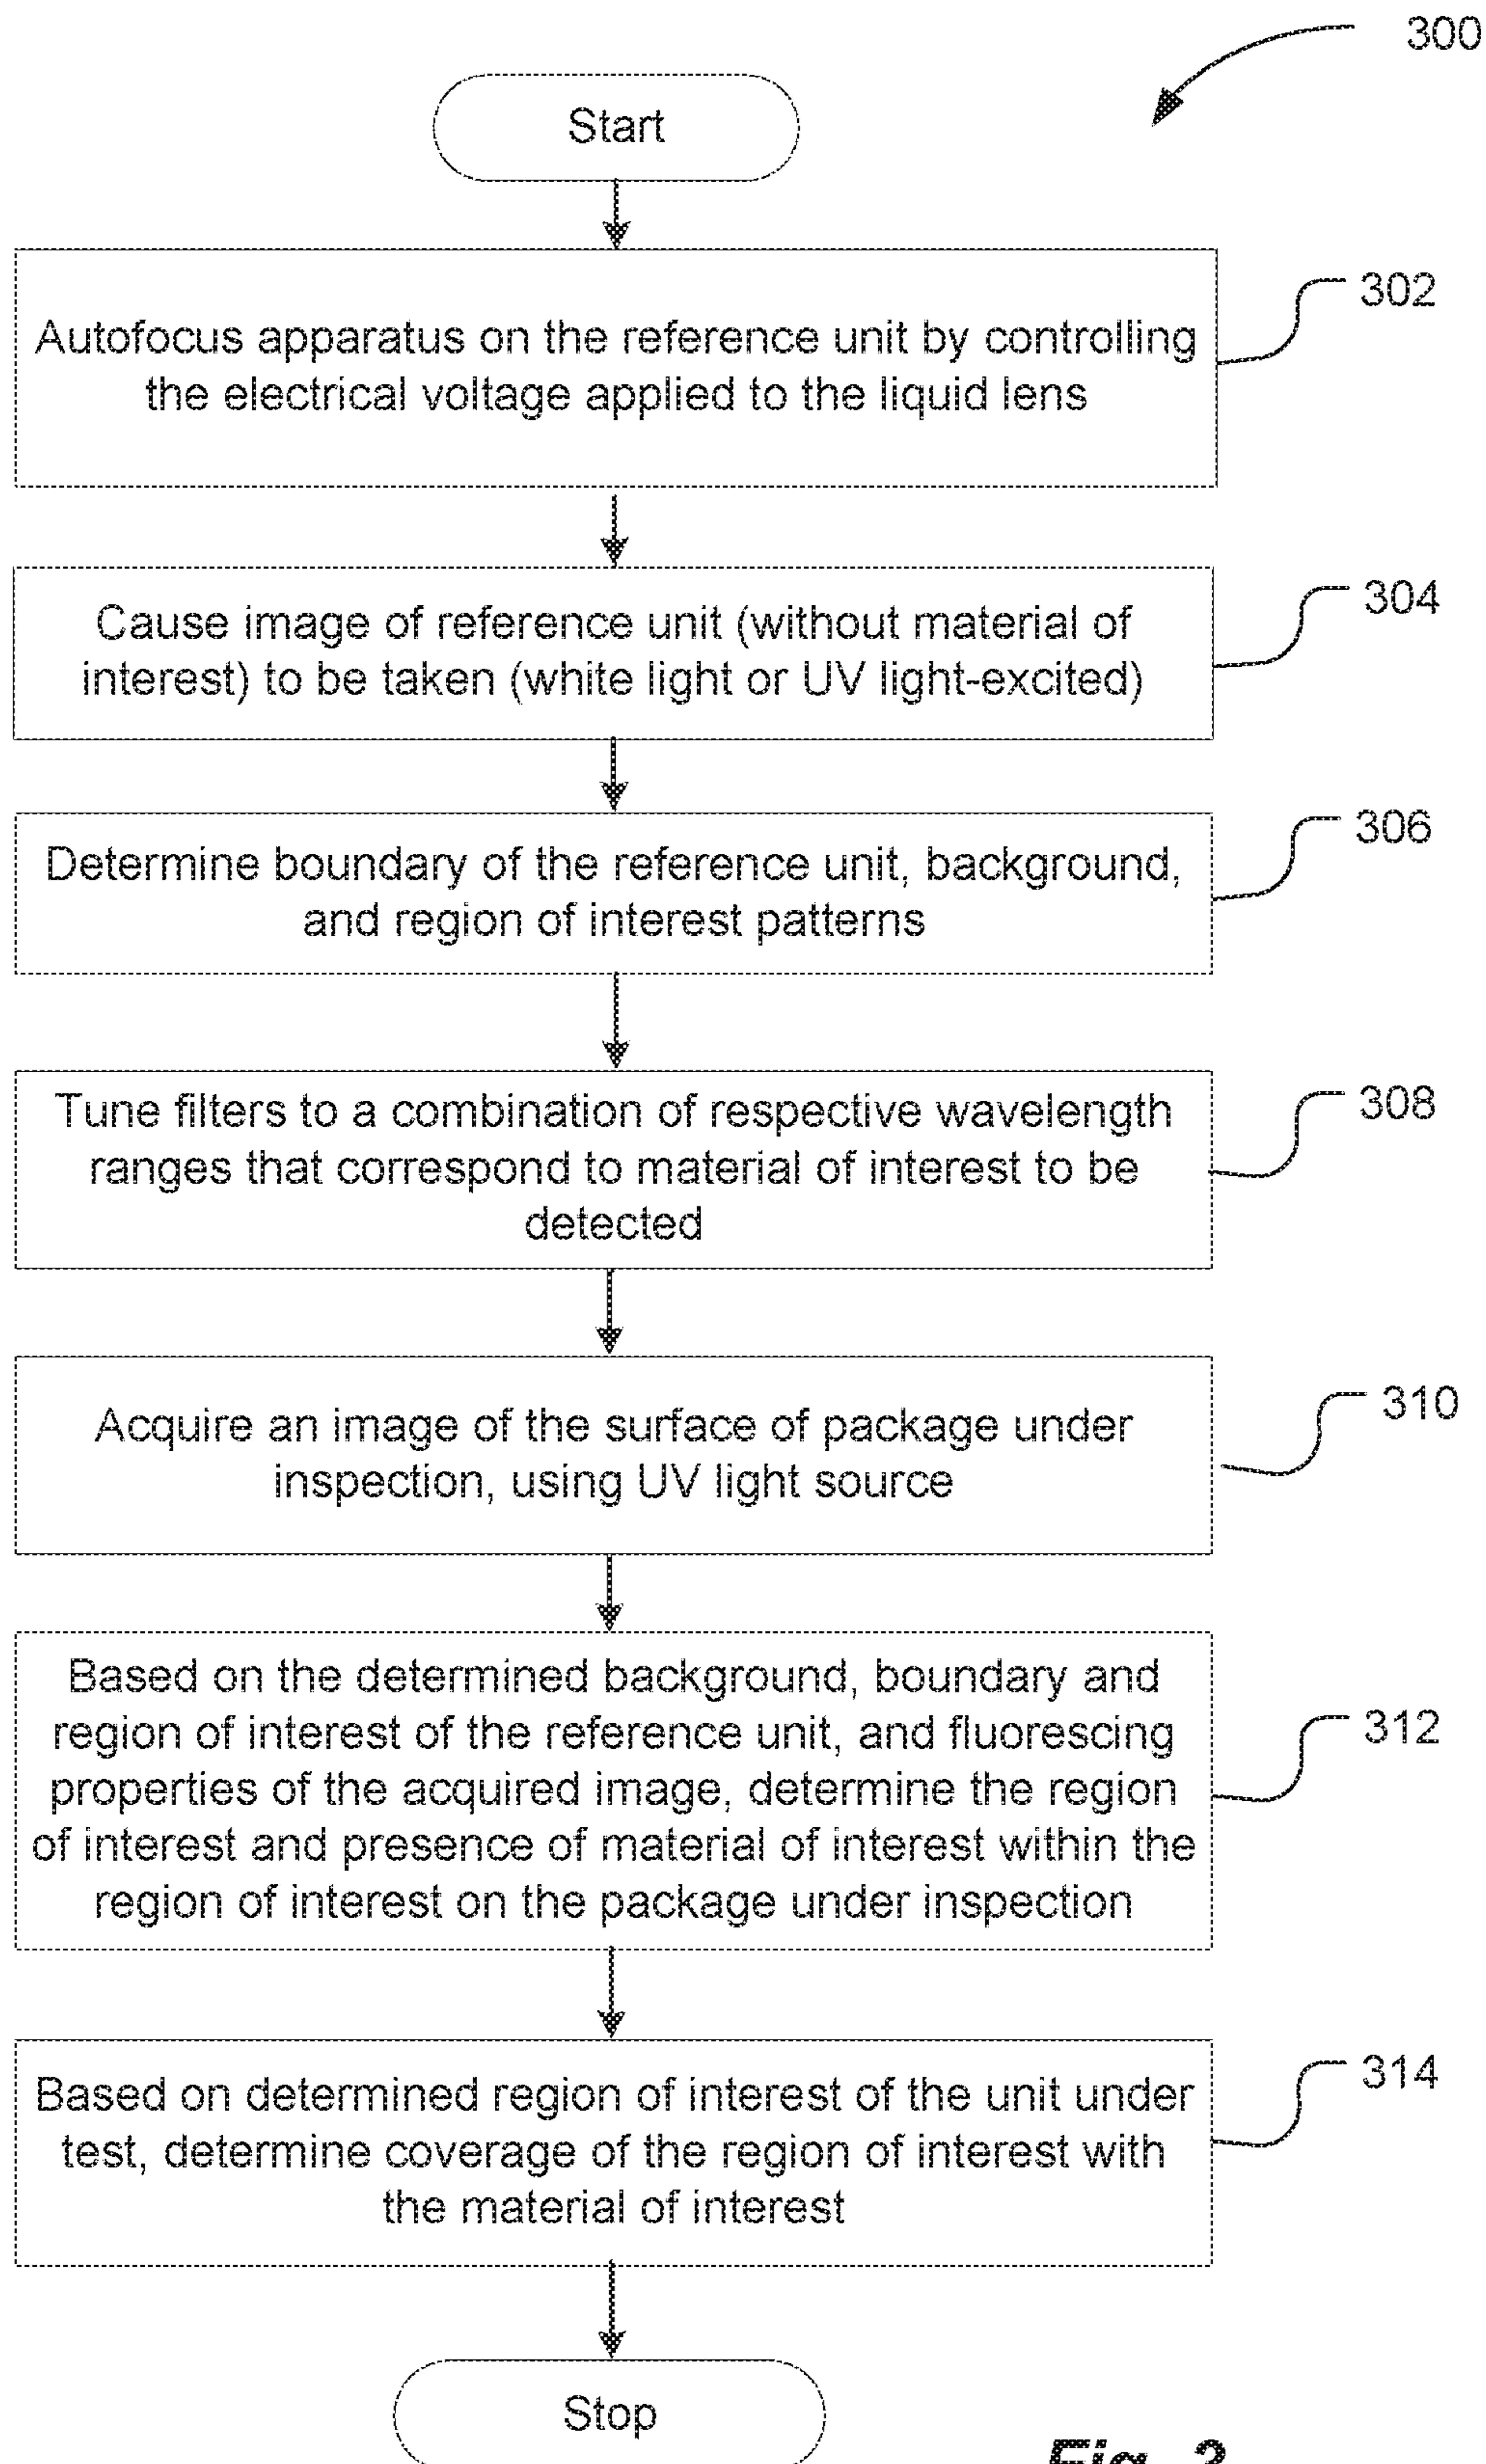 300
Start
Autofocus apparatus on the reference unit by controlling
the electrical voltage applied to the liquid lens
302
Cause image of reference unit (without material of
interest) to be taken (white light or UV light-excited)
304
Determine boundary of the reference unit, background,
and region of interest patterns
306
Tune filters to a combination of respective wavelength
ranges that correspond to material of interest to be
detected
308
Acquire an image of the surface of package under
inspection, using UV light source
310
Based on the determined background, boundary and
region of interest of the reference unit, and fluorescing
properties of the acquired image, determine the region
of interest and presence of material of interest within the
region of interest on the package under inspection
312
Based on determined region of interest of the unit under
test, determine coverage of the region of interest with
the material of interest
314
Stop
Fig.